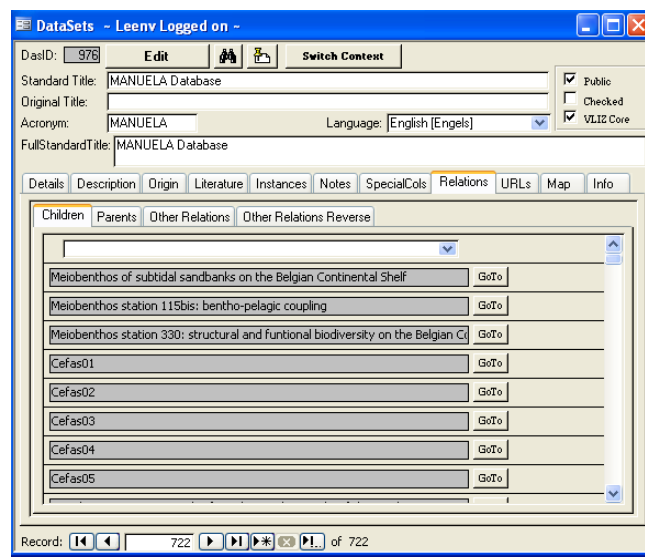 DataSets ~ Leenv Logged on ~
DasID: 976 Edit Switch Context
Standard Title: MANUELA Database
Public
Original Title:
Checked
Acronym: MANUELA Language: English [Engels]
VLIZ Core
FullStandardTitle: MANUELA Database
Details Description Origin Literature Instances Notes SpecialCols Relations URLs Map Info
Children Parents Other Relations Other Relations Reverse
Meiobenthos of subtidal sandbanks on the Belgian Continental Shelf GoTo
Meiobenthos station 115bis: bentho-pelagic coupling GoTo
Meiobenthos station 330: structural and funtional biodiversity on the Belgian Co GoTo
Cefas01 GoTo
Cefas02 GoTo
Cefas03 GoTo
Cefas04 GoTo
Cefas05 GoTo
Record: 722 of 722